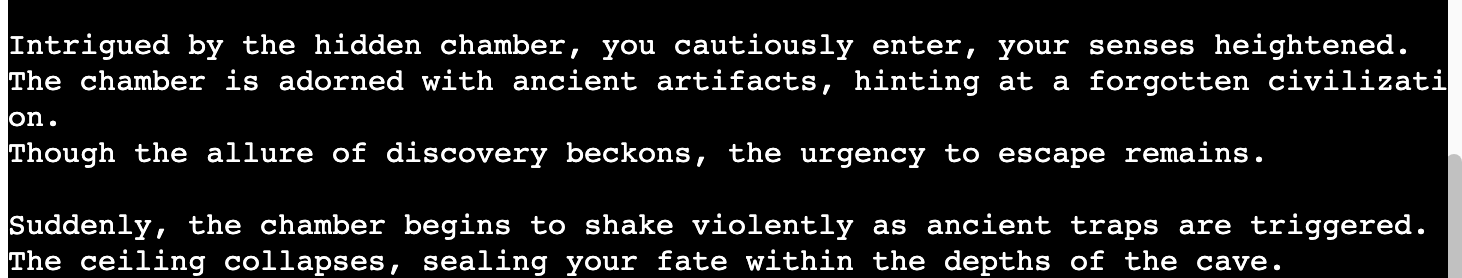 Intrigued by the hidden chamber, you cautiously enter, your senses heightened.
The chamber is adorned with ancient artifacts, hinting at a forgotten civilizati
on.
Though the allure of discovery beckons, the urgency to escape remains.
Suddenly, the chamber begins to shake violently as ancient traps are triggered.
The ceiling collapses, sealing your fate within the depths of the cave.